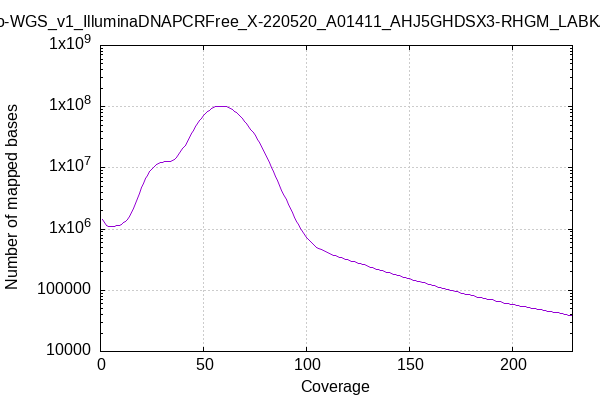 -WGS_v1_IlluminaDNAPCRFree_X-220520_A01411_AHJ5GHDSX3-RHGM_LABK
1x10⁹
1x10⁸
1x10⁷
1x10⁶
100000
10000
Number of mapped bases
0 50 100 150 200
Coverage